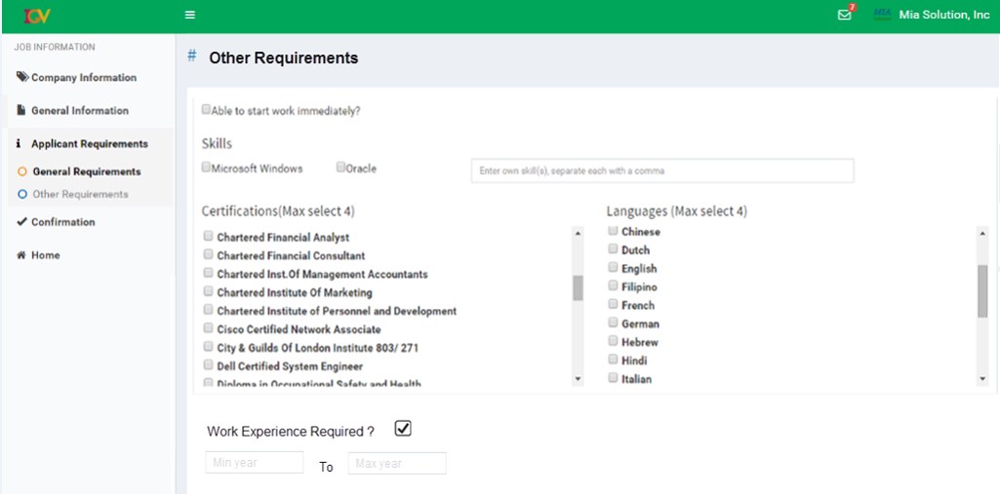 IGV
7
MIA
Mia Solution, Inc
JOB INFORMATION
Company Information
General Information
Applicant Requirements
General Requirements
Other Requirements
Confirmation
Home
# Other Requirements
Able to start work immediately?
Skills
Microsoft Windows
Oracle
Enter own skill(s), separate each with a comma
Certifications(Max select 4)
Chartered Financial Analyst
Chartered Financial Consultant
Chartered Inst.Of Management Accountants
Chartered Institute Of Marketing
Chartered Institute of Personnel and Development
Cisco Certified Network Associate
City & Guilds Of London Institute 803/ 271
Dell Certified System Engineer
Diploma in Occupational Safety and Health
Languages (Max select 4)
Chinese
Dutch
English
Filipino
French
German
Hebrew
Hindi
Italian
Work Experience Required ?
Min year To Max year